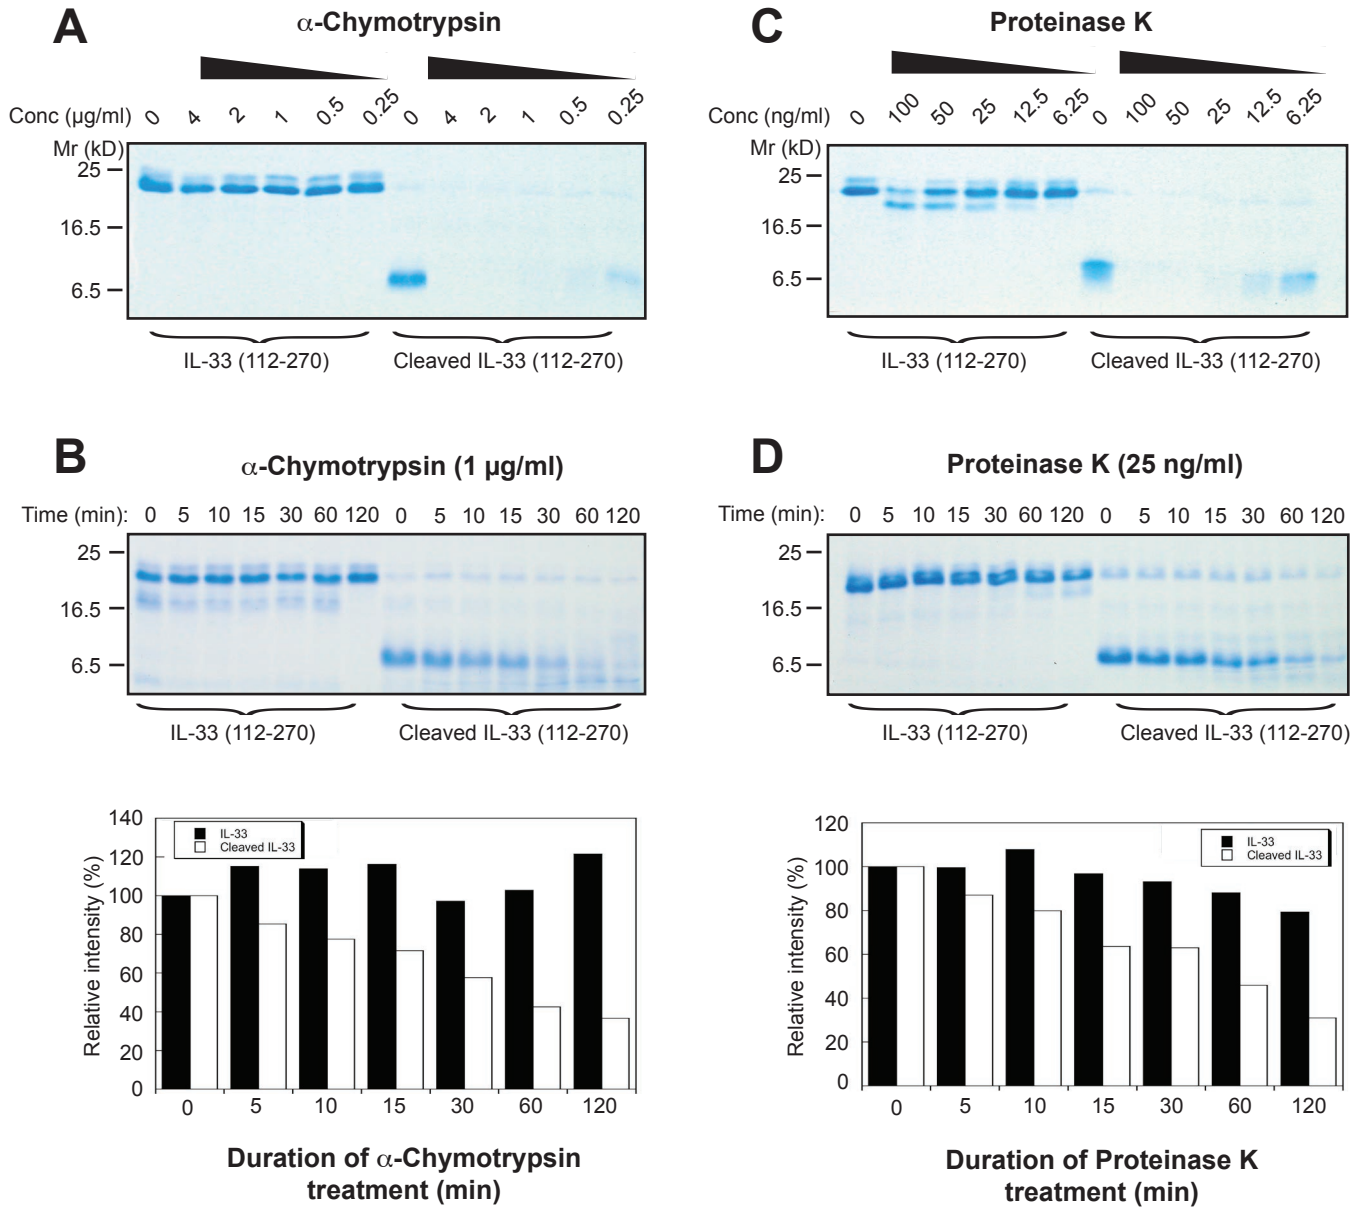 A
α-Chymotrypsin
Conc (µg/ml) 0 4 2 1 0.5 0.25 0 4 2 1 0.5 0.25
Mr (kD)
25
16.5
6.5
IL-33 (112-270) Cleaved IL-33 (112-270)
C
Proteinase K
Conc (ng/ml) 0 100 50 25 12.5 6.25 0 100 50 25 12.5 6.25
Mr (kD)
25
16.5
6.5
IL-33 (112-270) Cleaved IL-33 (112-270)
B
α-Chymotrypsin (1 µg/ml)
Time (min): 0 5 10 15 30 60 120 0 5 10 15 30 60 120
25
16.5
6.5
IL-33 (112-270) Cleaved IL-33 (112-270)
140
120
100
80
60
40
20
0
Relative intensity (%)
IL-33
Cleaved IL-33
0 5 10 15 30 60 120
Duration of α-Chymotrypsin
treatment (min)
D
Proteinase K (25 ng/ml)
Time (min): 0 5 10 15 30 60 120 0 5 10 15 30 60 120
25
16.5
6.5
IL-33 (112-270) Cleaved IL-33 (112-270)
120
100
80
60
40
20
0
Relative intensity (%)
IL-33
Cleaved IL-33
0 5 10 15 30 60 120
Duration of Proteinase K
treatment (min)